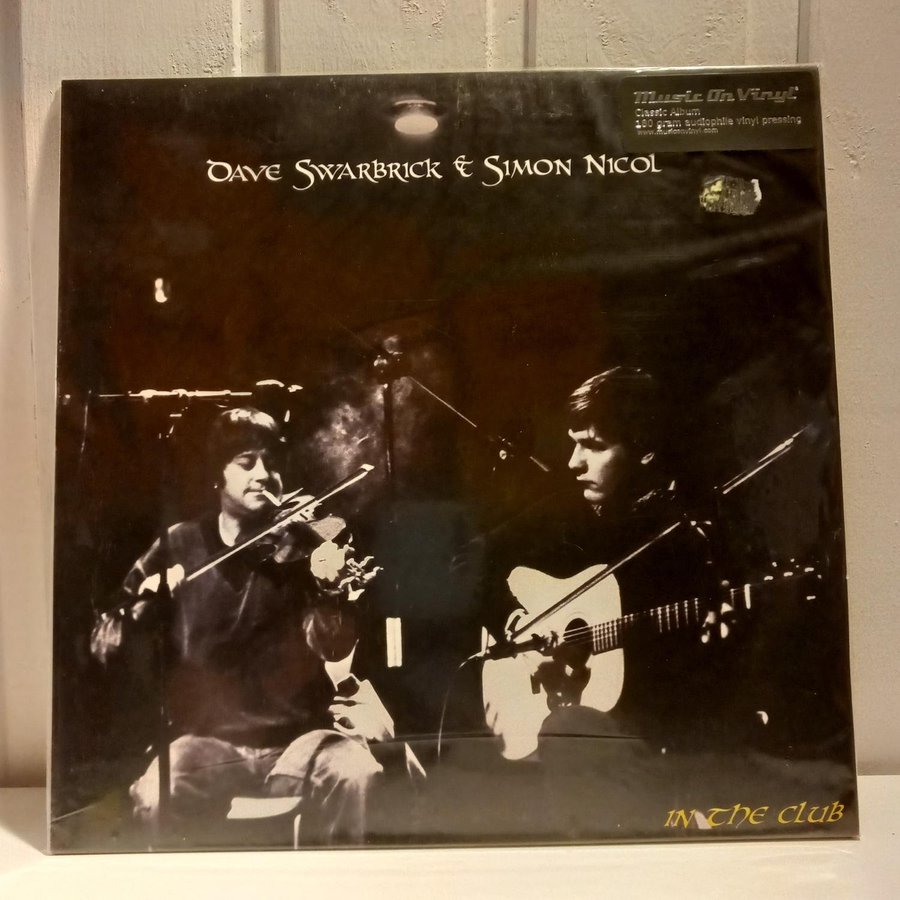 Music On Vinyl
Classic Album
180 gram audiophile vinyl pressing
www.musiconvinyl.com
Dave Swarbrick & Simon Nicol
In The Club